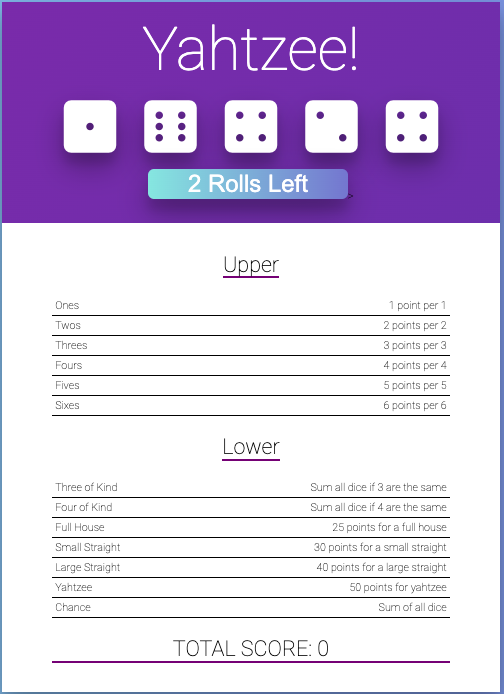 Yahtzee!
2 Rolls Left
>
Upper
Ones 1 point per 1
Twos 2 points per 2
Threes 3 points per 3
Fours 4 points per 4
Fives 5 points per 5
Sixes 6 points per 6
Lower
Three of Kind Sum all dice if 3 are the same
Four of Kind Sum all dice if 4 are the same
Full House 25 points for a full house
Small Straight 30 points for a small straight
Large Straight 40 points for a large straight
Yahtzee 50 points for yahtzee
Chance Sum of all dice
TOTAL SCORE: 0